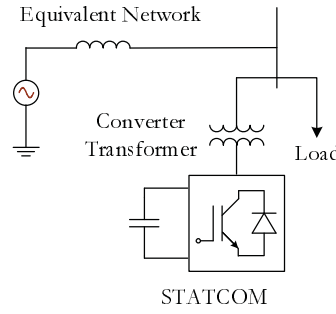 Equivalent Network
Converter
Transformer
Load
STATCOM